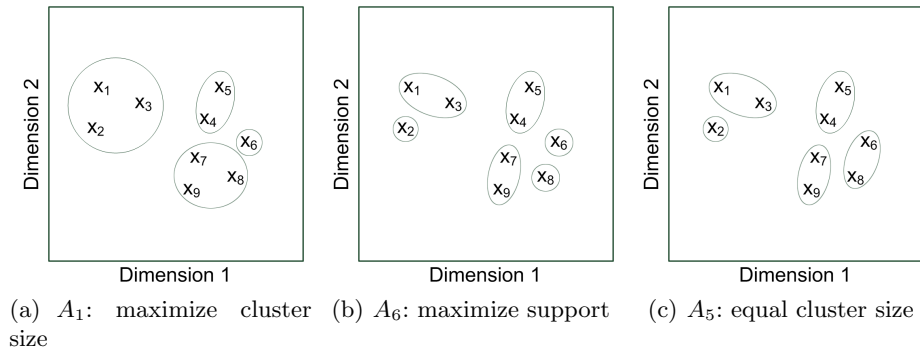 x1
x2
x3
x4
x5
x6
x7
x8
x9
Dimension 2
Dimension 1
x1
x2
x3
x4
x5
x6
x7
x8
x9
Dimension 2
Dimension 1
x1
x2
x3
x4
x5
x6
x7
x8
x9
Dimension 2
Dimension 1
(a) A1: maximize cluster
size
(b) A6: maximize support
(c) A5: equal cluster size